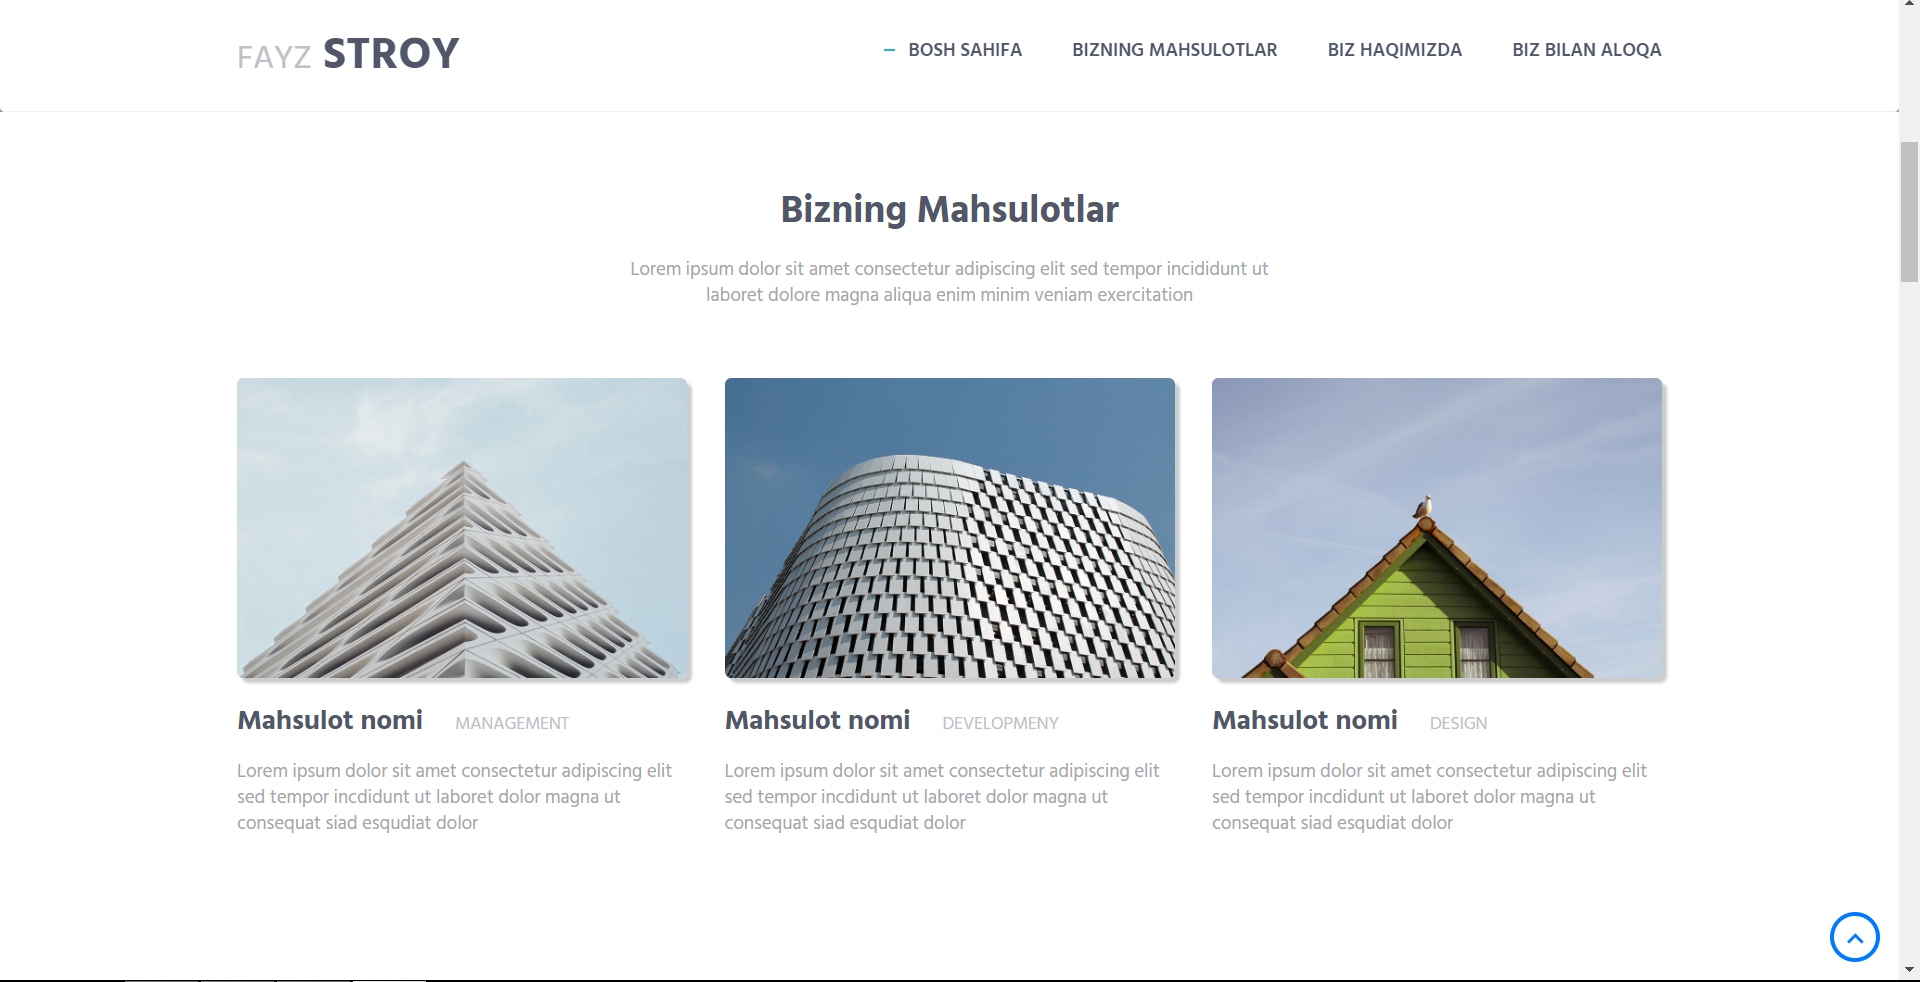 FAYZ STROY
BOSH SAHIFA
BIZNING MAHSULOTLAR
BIZ HAQIMIZDA
BIZ BILAN ALOQA
Bizning Mahsulotlar
Lorem ipsum dolor sit amet consectetur adipiscing elit sed tempor incididunt ut
laboret dolore magna aliqua enim minim veniam exercitation
Mahsulot nomi MANAGEMENT
Lorem ipsum dolor sit amet consectetur adipiscing elit
sed tempor incdidunt ut laboret dolor magna ut
consequat siad esqudiat dolor
Mahsulot nomi DEVELOPMENY
Lorem ipsum dolor sit amet consectetur adipiscing elit
sed tempor incdidunt ut laboret dolor magna ut
consequat siad esqudiat dolor
Mahsulot nomi DESIGN
Lorem ipsum dolor sit amet consectetur adipiscing elit
sed tempor incdidunt ut laboret dolor magna ut
consequat siad esqudiat dolor